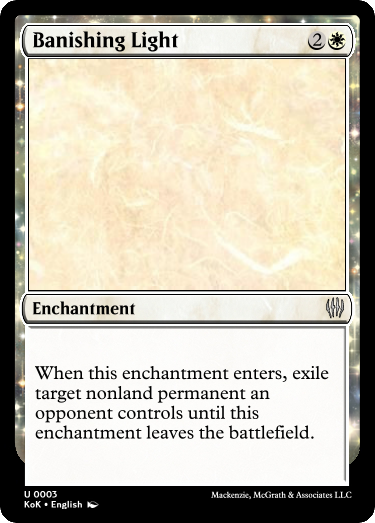 Banishing Light 2
Enchantment
When this enchantment enters, exile
target nonland permanent an
opponent controls until this
enchantment leaves the battlefield.
U 0003
KoK • English
Mackenzie, McGrath & Associates LLC